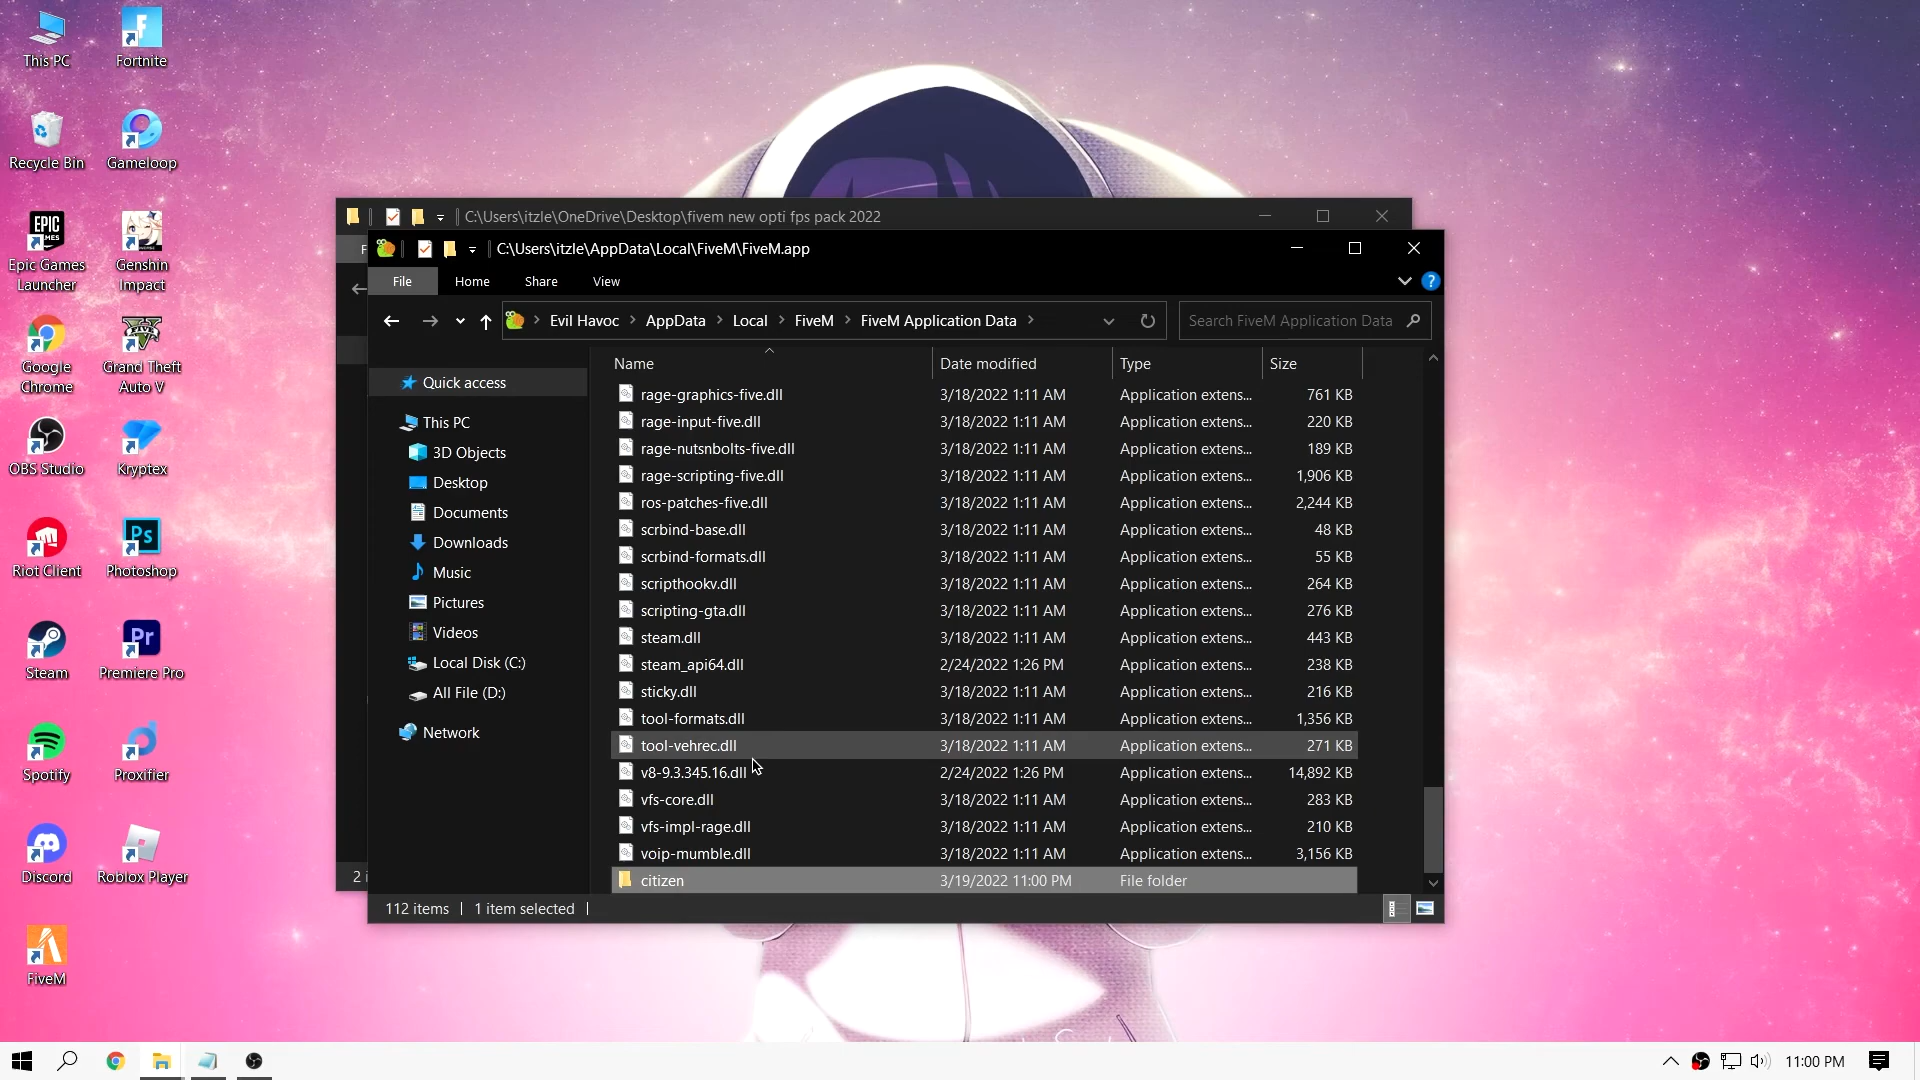 This PC
Fortnite
Recycle Bin
Gameloop
EPIC
GAMES
Epic Games
Launcher
Genshin
Impact
Google
Chrome
Grand Theft
Auto V
OBS Studio
Kryptex
Riot Client
Ps
Photoshop
Steam
Pr
Premiere Pro
Spotify
Proxifier
Discord
Roblox Player
FiveM
C:\Users\itzle\OneDrive\Desktop\fivem new opti fps pack 2022
F
C:\Users\itzle\AppData\Local\FiveM\FiveM.app
File Home Share View
Evil Havoc AppData Local FiveM FiveM Application Data
Search FiveM Application Data
Name Date modified Type Size
Quick access
This PC
3D Objects
Desktop
Documents
Downloads
Music
Pictures
Videos
Local Disk (C:)
All File (D:)
Network
rage-graphics-five.dll 3/18/2022 1:11 AM Application extens... 761 KB
rage-input-five.dll 3/18/2022 1:11 AM Application extens... 220 KB
rage-nutsnbolts-five.dll 3/18/2022 1:11 AM Application extens... 189 KB
rage-scripting-five.dll 3/18/2022 1:11 AM Application extens... 1,906 KB
ros-patches-five.dll 3/18/2022 1:11 AM Application extens... 2,244 KB
scrbind-base.dll 3/18/2022 1:11 AM Application extens... 48 KB
scrbind-formats.dll 3/18/2022 1:11 AM Application extens... 55 KB
scripthookv.dll 3/18/2022 1:11 AM Application extens... 264 KB
scripting-gta.dll 3/18/2022 1:11 AM Application extens... 276 KB
steam.dll 3/18/2022 1:11 AM Application extens... 443 KB
steam_api64.dll 2/24/2022 1:26 PM Application extens... 238 KB
sticky.dll 3/18/2022 1:11 AM Application extens... 216 KB
tool-formats.dll 3/18/2022 1:11 AM Application extens... 1,356 KB
tool-vehrec.dll 3/18/2022 1:11 AM Application extens... 271 KB
v8-9.3.345.16.dll 2/24/2022 1:26 PM Application extens... 14,892 KB
vfs-core.dll 3/18/2022 1:11 AM Application extens... 283 KB
vfs-impl-rage.dll 3/18/2022 1:11 AM Application extens... 210 KB
voip-mumble.dll 3/18/2022 1:11 AM Application extens... 3,156 KB
citizen 3/19/2022 11:00 PM File folder
2 i
112 items 1 item selected
11:00 PM